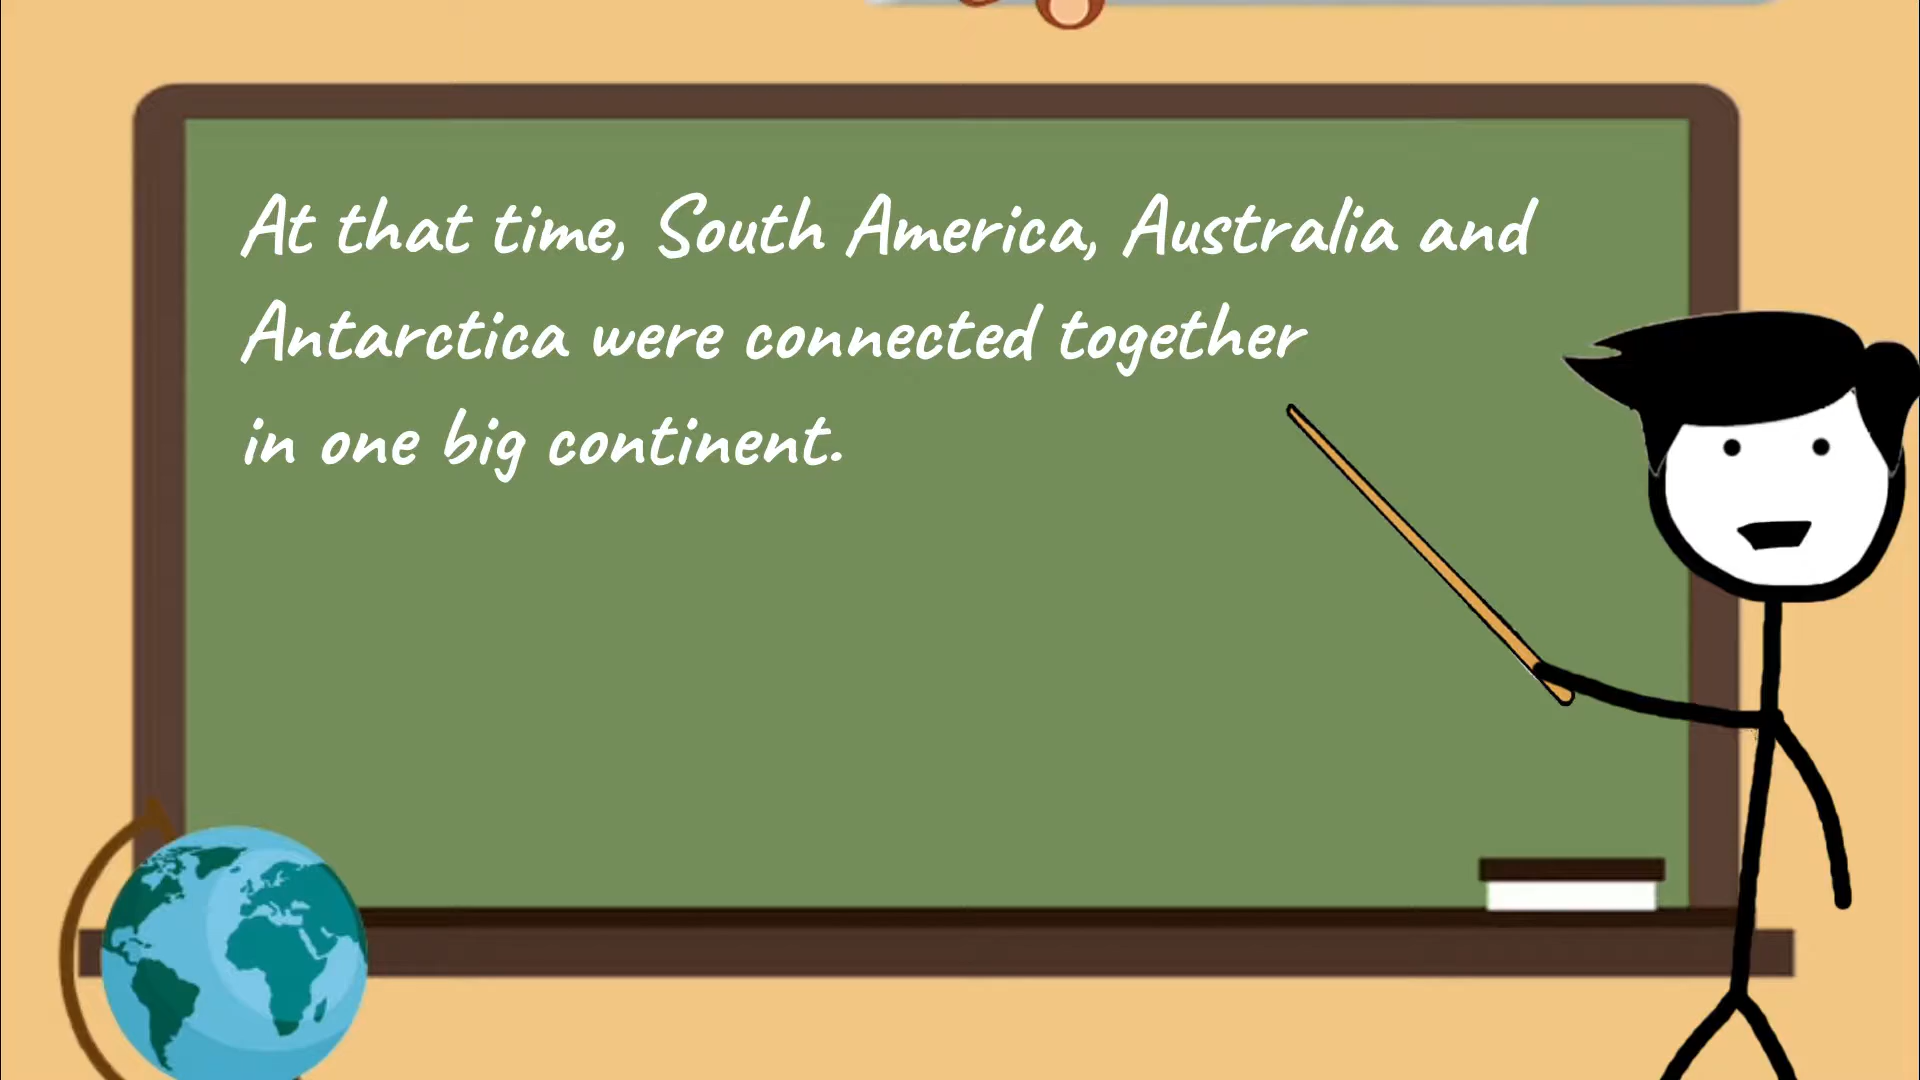 At that time, South America, Australia and
Antarctica were connected together
in one big continent.